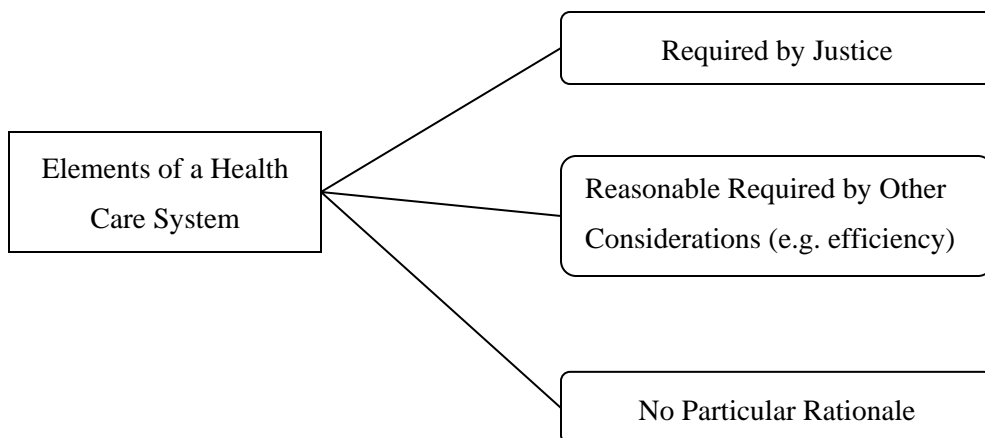 Required by Justice
Elements of a Health
Care System
Reasonable Required by Other
Considerations (e.g. efficiency)
No Particular Rationale